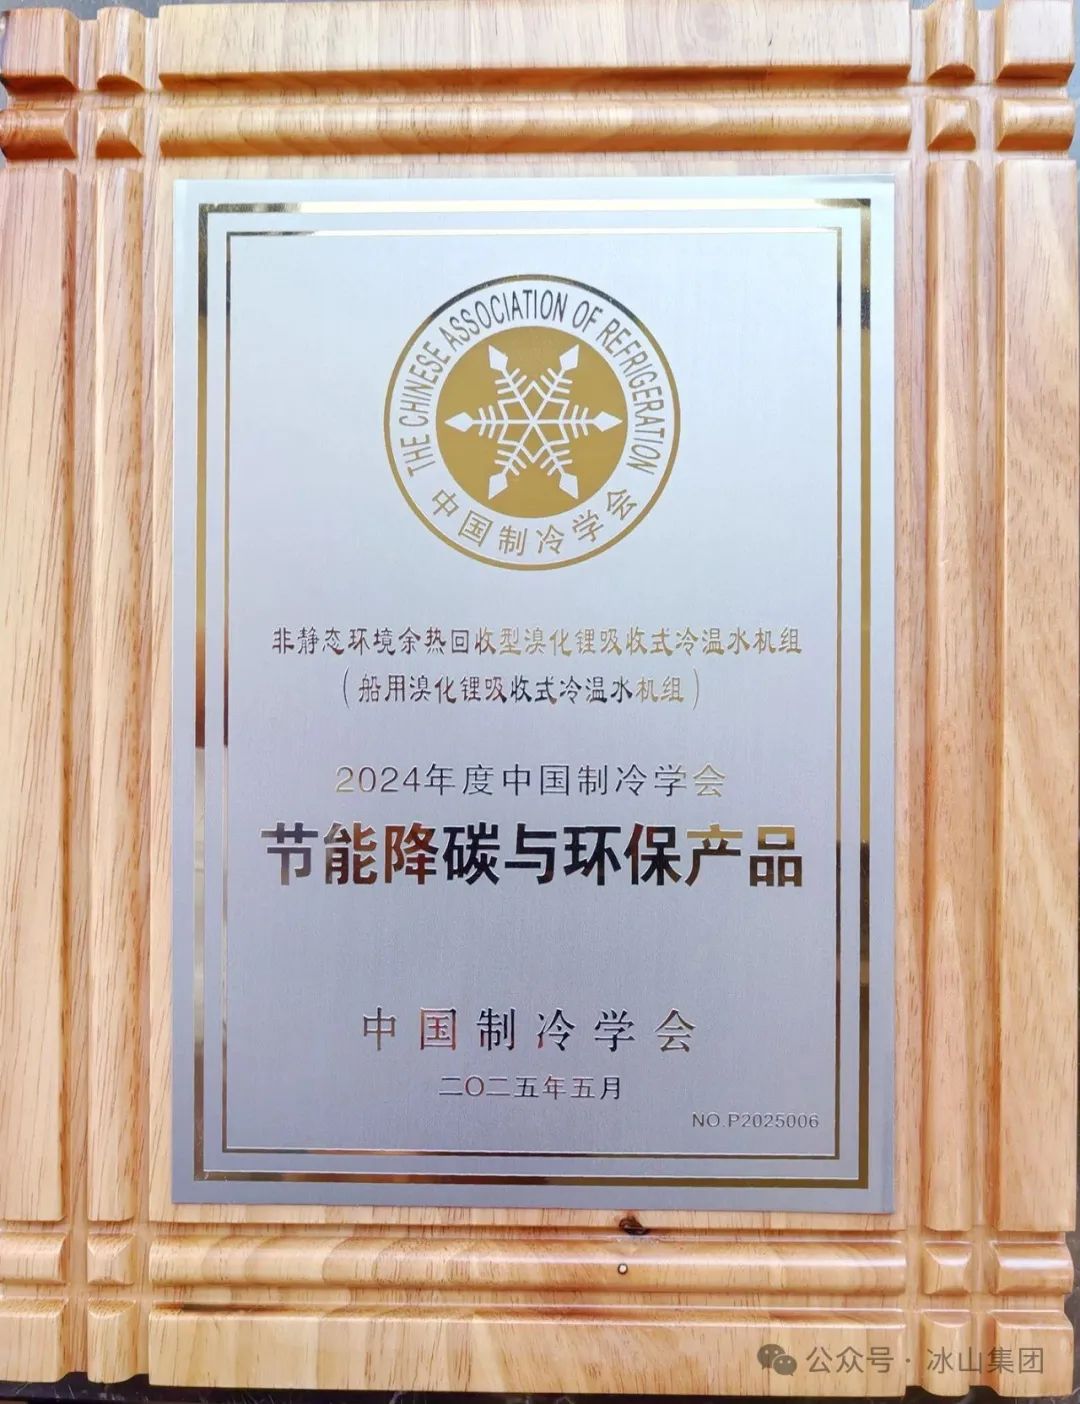 THE CHINESE ASSOCIATION OF REFRIGERATION
中国制冷学会
非静态环境余热回收型溴化锂吸收式冷温水机组
(船用溴化锂吸收式冷温水机组)
2024年度中国制冷学会
节能降碳与环保产品
中国制冷学会
二〇二五年五月
NO.P2025006
公众号·冰山集团